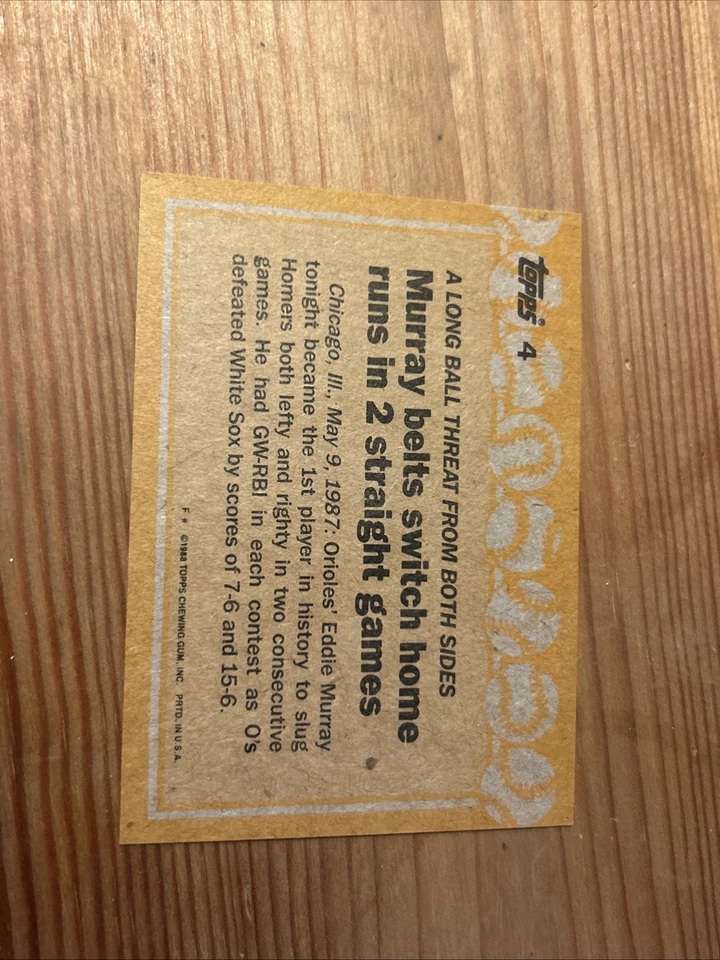 Topps® 4
A LONG BALL THREAT FROM BOTH SIDES
Murray belts switch home
runs in 2 straight games
Chicago, Ill., May 9, 1987: Orioles' Eddie Murray
tonight became the 1st player in history to slug
Homers both lefty and righty in two consecutive
games. He had GW-RBI in each contest as O's
defeated White Sox by scores of 7-6 and 15-6.
F * ©1988 TOPPS CHEWING GUM, INC. PRTD. IN U.S.A.